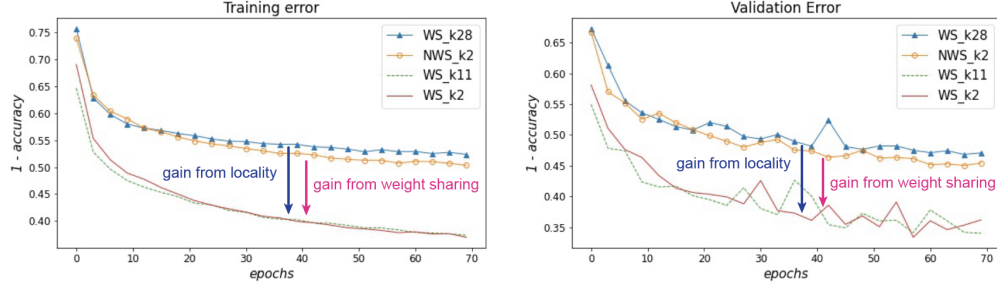 Training error
1 - accuracy
0.75
0.70
0.65
0.60
0.55
0.50
0.45
0.40
WS_k28
NWS_k2
WS_k11
WS_k2
gain from locality
gain from weight sharing
0 10 20 30 40 50 60 70
epochs
Validation Error
1 - accuracy
0.65
0.60
0.55
0.50
0.45
0.40
0.35
WS_k28
NWS_k2
WS_k11
WS_k2
gain from locality
gain from weight sharing
0 10 20 30 40 50 60 70
epochs